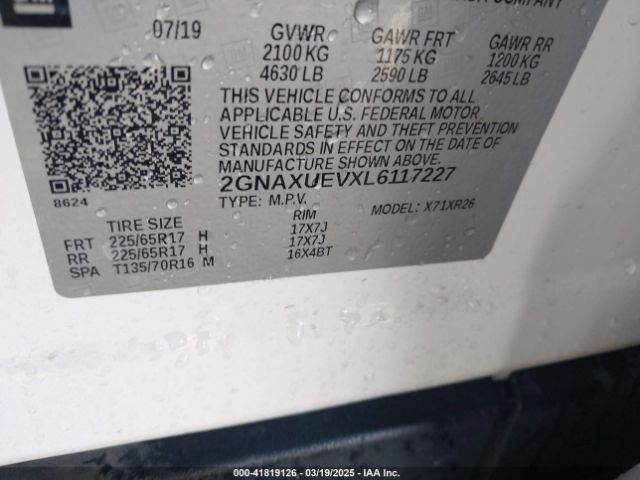 COMPANY
07/19 GVWR GAWR FRT GAWR RR
2100 KG 1175 KG 1200 KG
4630 LB 2590 LB 2645 LB
THIS VEHICLE CONFORMS TO ALL
APPLICABLE U.S. FEDERAL MOTOR
VEHICLE SAFETY AND THEFT PREVENTION
STANDARDS IN EFFECT ON THE DATE OF
MANUFACTURE SHOWN ABOVE.
2GNAXUEVXL6117227
8624 TYPE: M.P.V. MODEL: X71XR26
TIRE SIZE RIM
FRT 225/65R17 H 17X7J
RR 225/65R17 H 17X7J
SPA T135/70R16 M 16X4BT
000-41819126 - 03/19/2025 - IAA Inc.